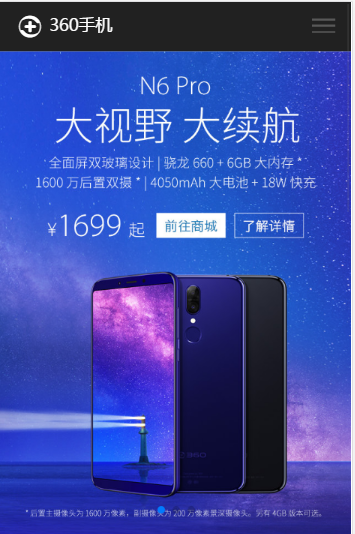 360手机
N6 Pro
大视野 大续航
全面屏双玻璃设计 | 骁龙 660 + 6GB 大内存 *
1600 万后置双摄 * | 4050mAh 大电池 + 18W 快充
¥1699 起 前往商城 了解详情
360
* 后置主摄像头为 1600 万像素，副摄像头为 200 万像素景深摄像头。另有 4GB 版本可选。